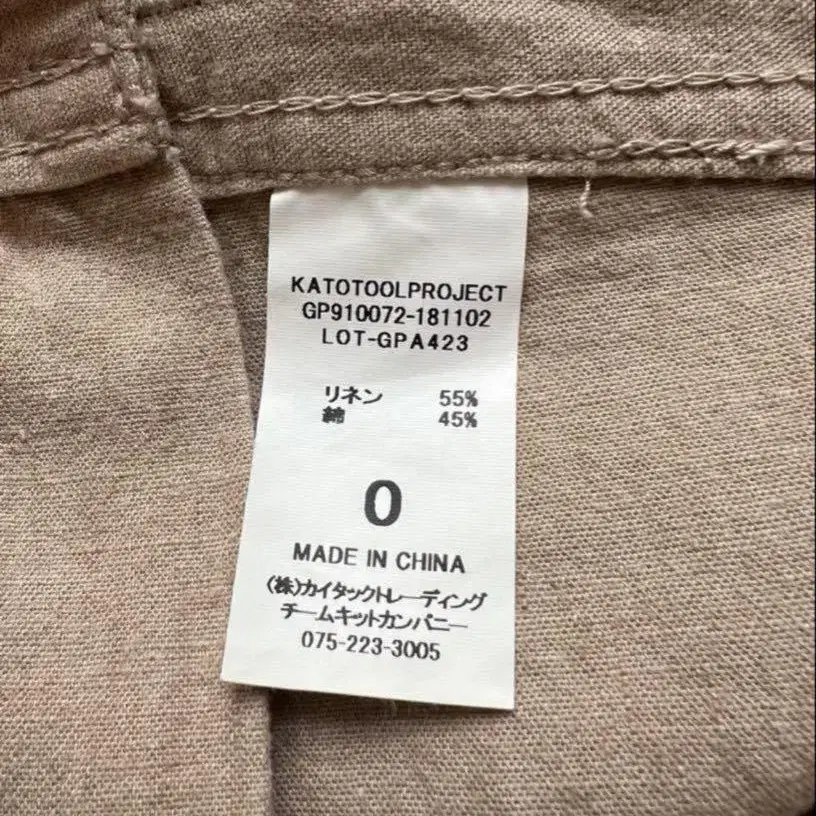 KATOTOOLPROJECT
GP910072-181102
LOT-GPA423
リネン 55%
綿 45%
0
MADE IN CHINA
(株)カイタックトレーディング
チームキットカンパニー
075-223-3005